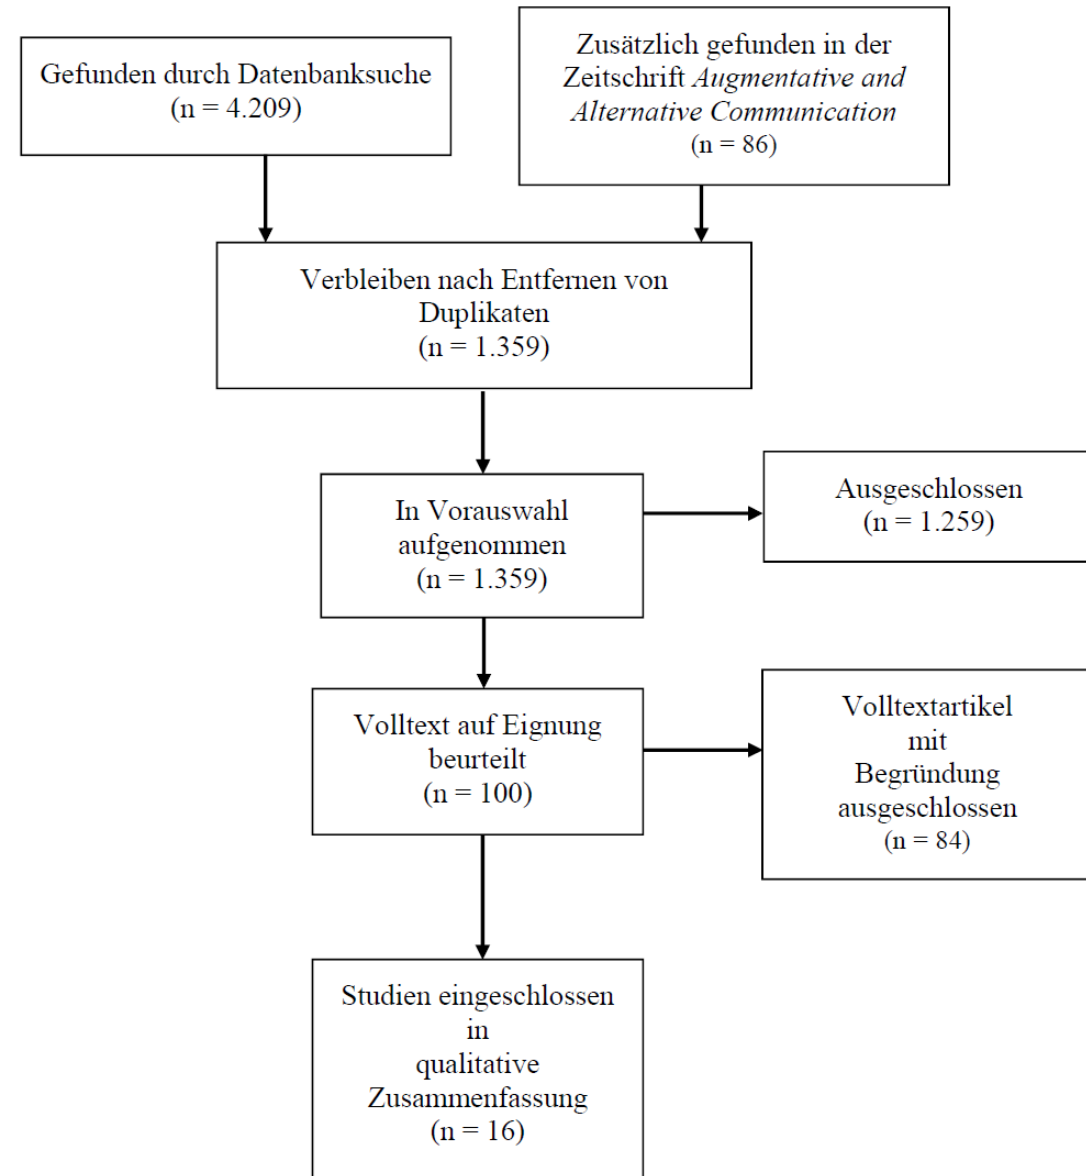 Gefunden durch Datenbanksuche
(n = 4.209)
Zusätzlich gefunden in der
Zeitschrift Augmentative and
Alternative Communication
(n = 86)
Verbleiben nach Entfernen von
Duplikaten
(n = 1.359)
In Vorauswahl
aufgenommen
(n = 1.359)
Ausgeschlossen
(n = 1.259)
Volltext auf Eignung
beurteilt
(n = 100)
Volltextartikel
mit
Begründung
ausgeschlossen
(n = 84)
Studien eingeschlossen
in
qualitative
Zusammenfassung
(n = 16)